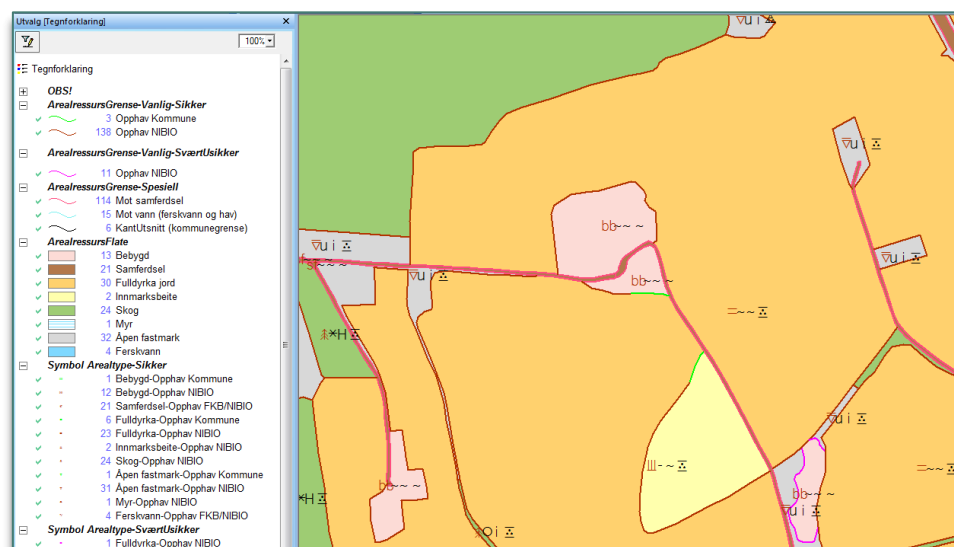 Utvalg [Tegnforklaring]
100%
Tegnforklaring
OBS!
ArealressursGrense-Vanlig-Sikker
3 Opphav Kommune
138 Opphav NIBIO
ArealressursGrense-Vanlig-SværtUsikker
11 Opphav NIBIO
ArealressursGrense-Spesiell
114 Mot samferdsel
15 Mot vann (ferskvann og hav)
6 KantUtsnitt (kommunegrense)
ArealressursFlate
13 Bebygd
21 Samferdsel
30 Fulldyrka jord
2 Innmarksbeite
24 Skog
1 Myr
32 Åpen fastmark
4 Ferskvann
Symbol Arealtype-Sikker
1 Bebygd-Opphav Kommune
12 Bebygd-Opphav NIBIO
21 Samferdsel-Opphav FKB/NIBIO
6 Fulldyrka-Opphav Kommune
23 Fulldyrka-Opphav NIBIO
2 Innmarksbeite-Opphav NIBIO
24 Skog-Opphav NIBIO
1 Åpen fastmark-Opphav Kommune
31 Åpen fastmark-Opphav NIBIO
1 Myr-Opphav NIBIO
4 Ferskvann-Opphav FKB/NIBIO
Symbol Arealtype-SværtUsikker
1 Fulldyrka-Opphav NIBIO
u i
u i
bb~ ~ ~
u i
u i
u i
bb~ ~ ~
=~ ~
*H
u i
- ~
=~ ~
bb~ ~ ~
bb~ ~ ~
*H
u i
O i